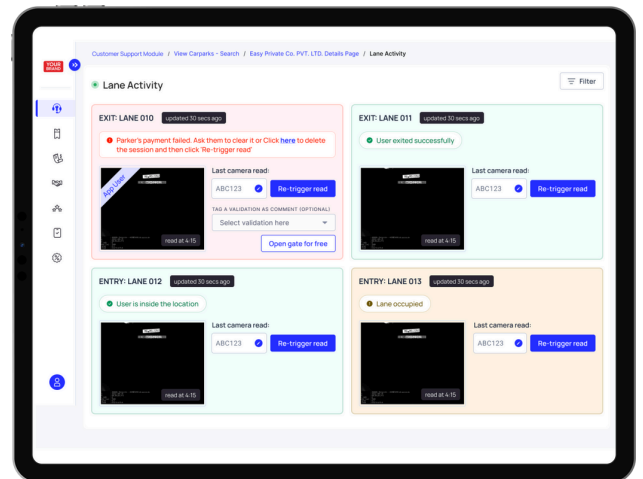 YOUR
BRAND
Customer Support Module / View Carparks - Search / Easy Private Co. PVT. LTD. Details Page / Lane Activity
Lane Activity
Filter
EXIT: LANE 010 updated 30 secs ago
Parker's payment failed. Ask them to clear it or Click here to delete
the session and then click 'Re-trigger read'
App User
read at 4:15
Last camera read:
ABC123
Re-trigger read
TAG A VALIDATION AS COMMENT (OPTIONAL)
Select validation here
Open gate for free
EXIT: LANE 011 updated 30 secs ago
User exited successfully
read at 4:15
Last camera read:
ABC123
Re-trigger read
ENTRY: LANE 012 updated 30 secs ago
User is inside the location
read at 4:15
Last camera read:
ABC123
Re-trigger read
ENTRY: LANE 013 updated 30 secs ago
Lane occupied
read at 4:15
Last camera read:
ABC123
Re-trigger read